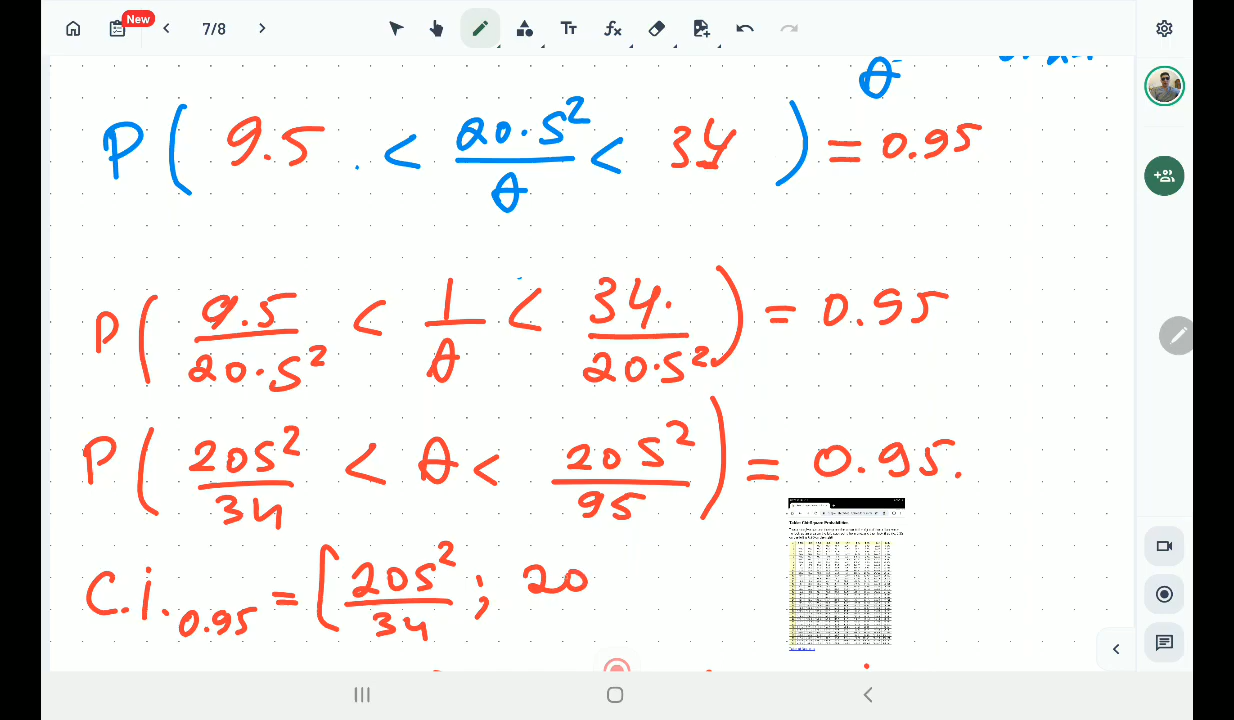 New
7/8
θ
P( 9.5 < 20·S² / θ < 34 ) = 0.95
P( 9.5 / 20·S² < 1 / θ < 34· / 20·S² ) = 0.95
P( 20S² / 34 < θ < 20S² / 95 ) = 0.95.
C.i.0.95 = [ 20S² / 34 ; 20